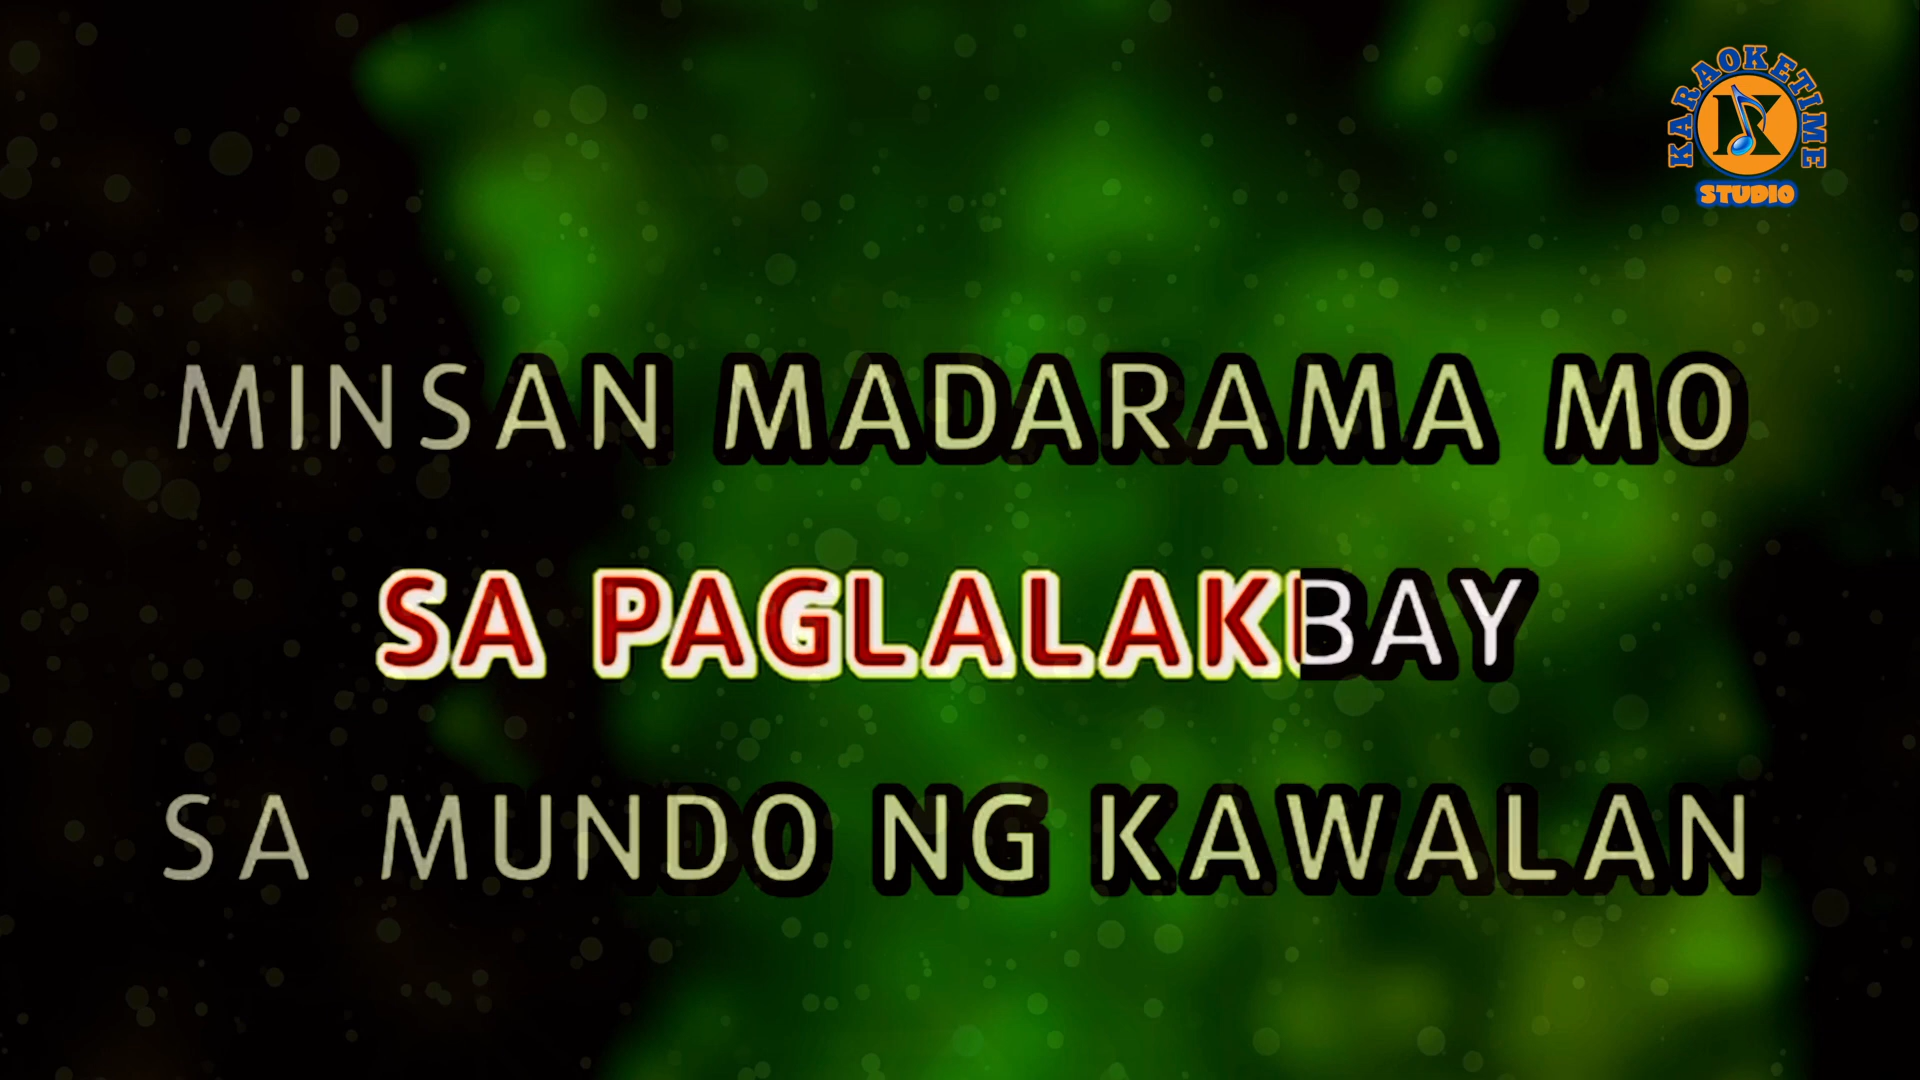 KARAOKETIME
K
STUDIO
MINSAN MADARAMA MO
SA PAGLALAKBAY
SA MUNDO NG KAWALAN